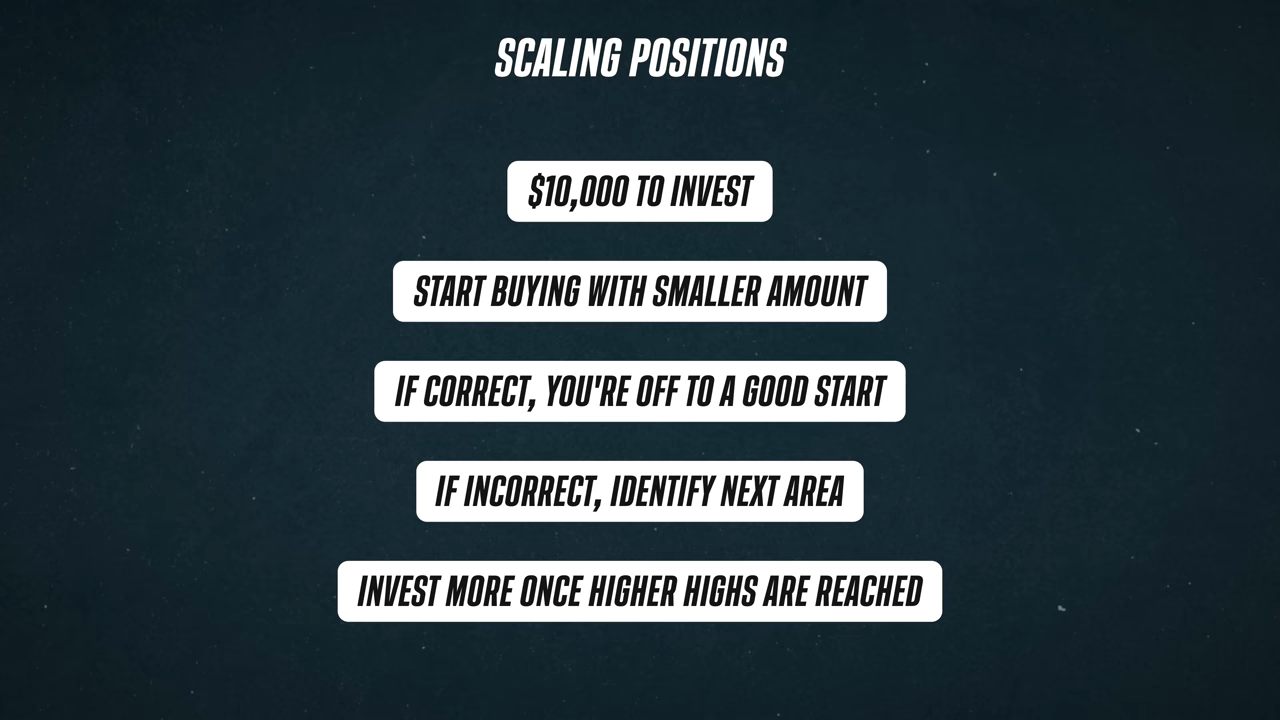 SCALING POSITIONS
$10,000 TO INVEST
START BUYING WITH SMALLER AMOUNT
IF CORRECT, YOU'RE OFF TO A GOOD START
IF INCORRECT, IDENTIFY NEXT AREA
INVEST MORE ONCE HIGHER HIGHS ARE REACHED